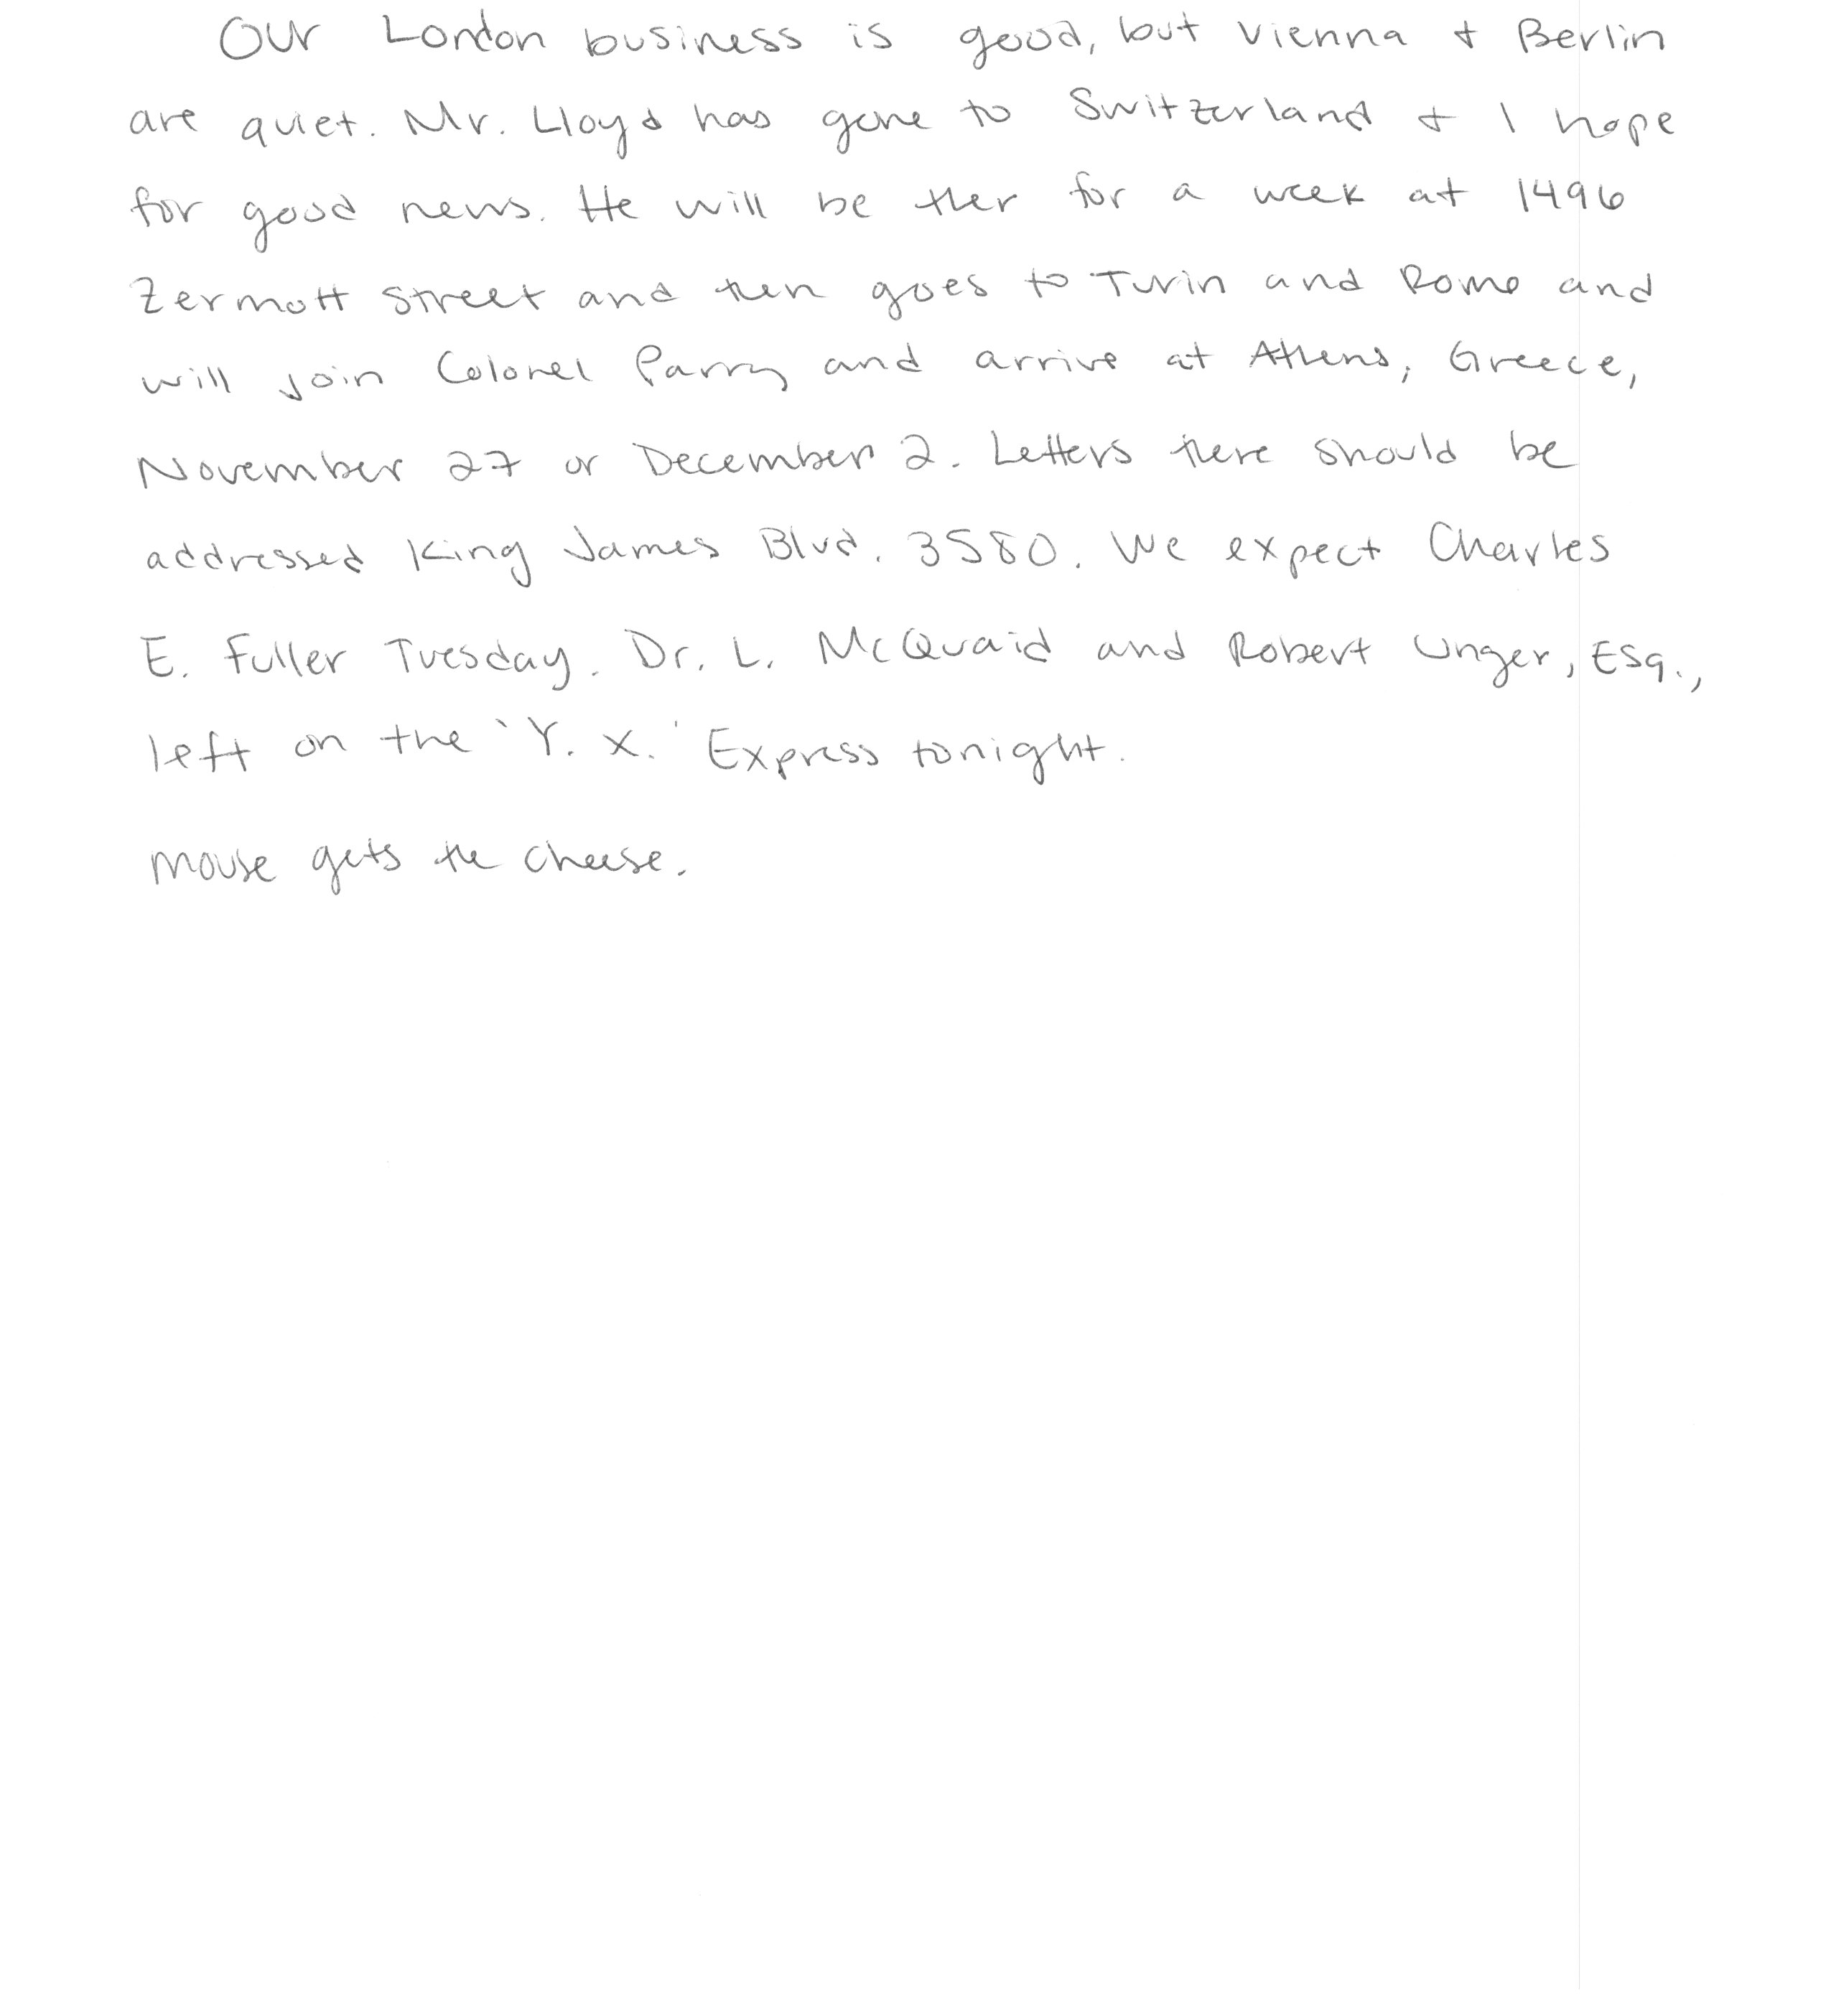 Our London business is good, but Vienna + Berlin
are quiet. Mr. Lloyd has gone to Switzerland + I hope
for good news. He will be ther for a week at 1496
Zermott Street and then goes to Turin and Rome and
will join Colonel Parry and arrive at Athens, Greece,
November 27 or December 2. Letters there should be
addressed King James Blvd. 3580. We expect Charles
E. Fuller Tuesday. Dr. L. McQuaid and Robert Unger, Esq.,
left on the 'Y. X.' Express tonight.
Mouse gets the cheese.